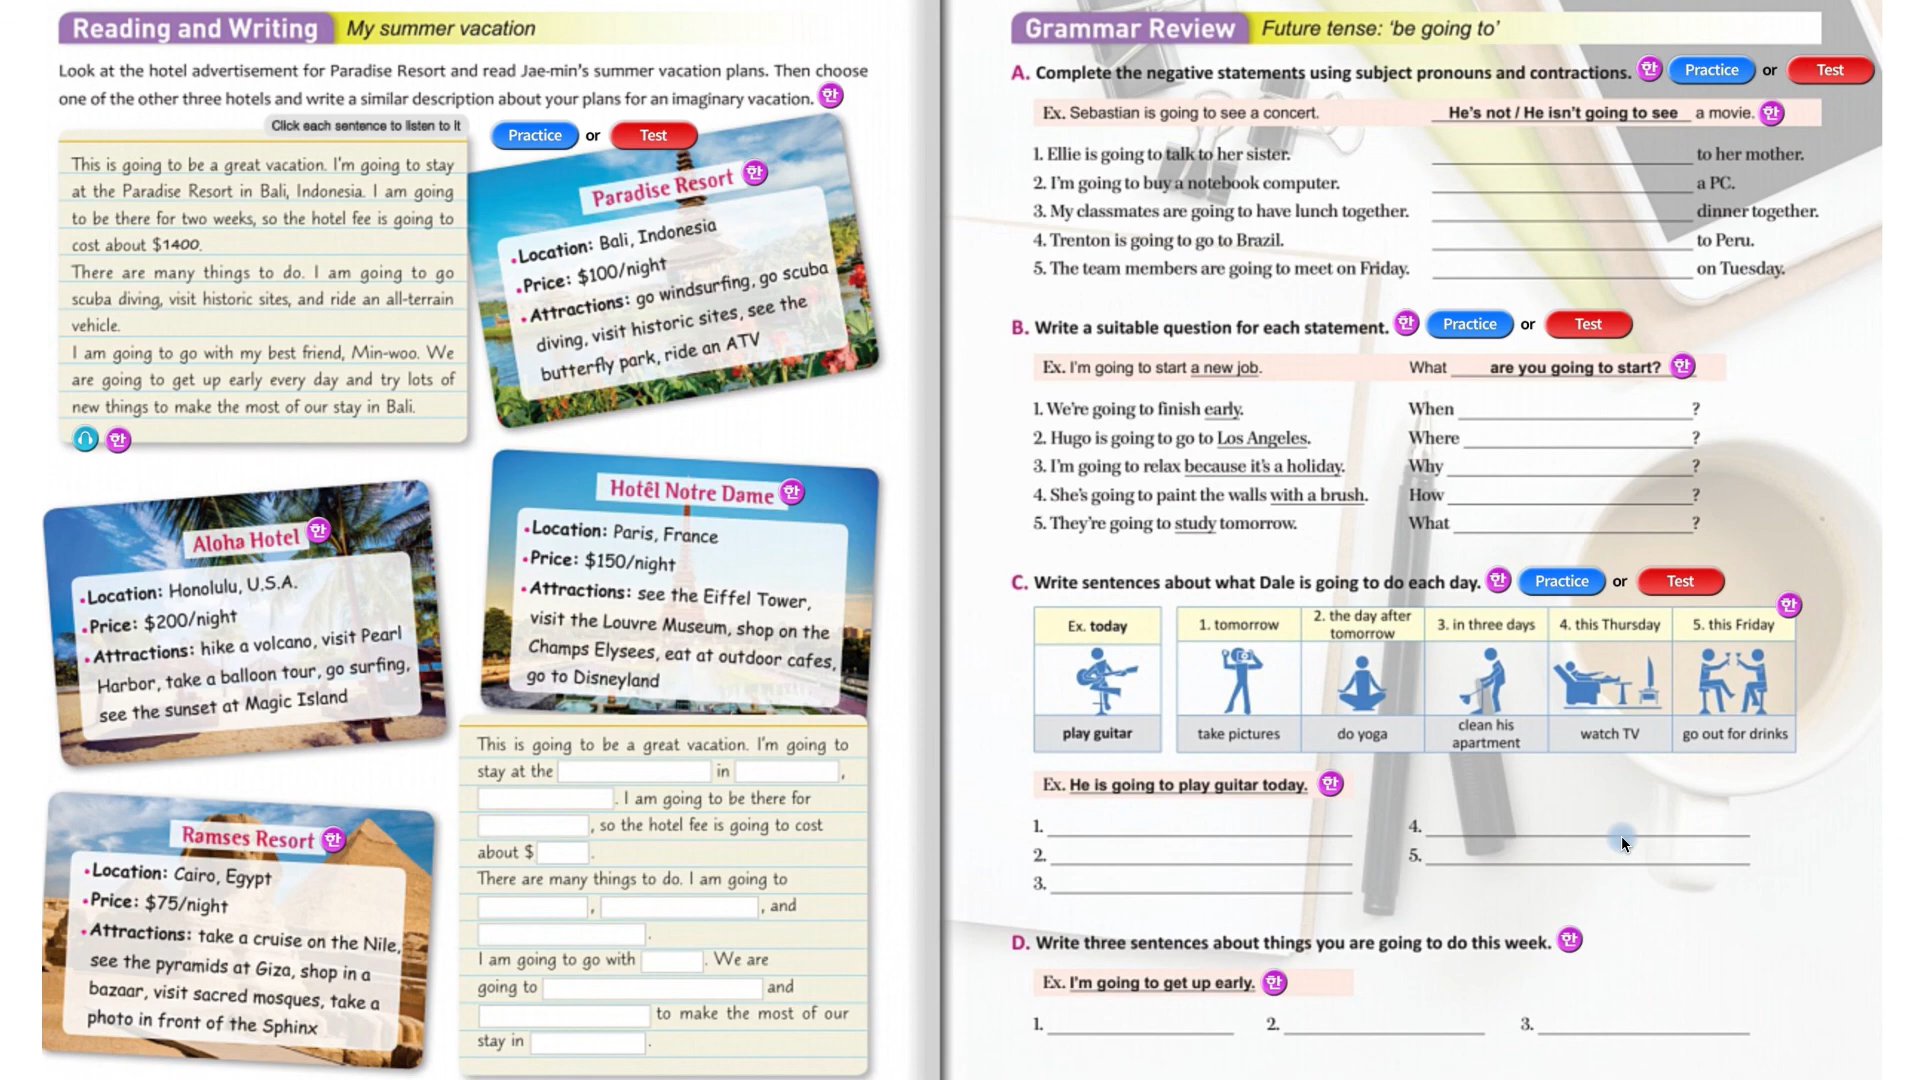 Reading and Writing
My summer vacation
Look at the hotel advertisement for Paradise Resort and read Jae-min's summer vacation plans. Then choose
one of the other three hotels and write a similar description about your plans for an imaginary vacation. 한
Click each sentence to listen to it
Practice or Test
This is going to be a great vacation. I'm going to stay
at the Paradise Resort in Bali, Indonesia. I am going
to be there for two weeks, so the hotel fee is going to
cost about $1400.
There are many things to do. I am going to go
scuba diving, visit historic sites, and ride an all-terrain
vehicle.
I am going to go with my best friend, Min-woo. We
are going to get up early every day and try lots of
new things to make the most of our stay in Bali.
한
Paradise Resort 한
•Location: Bali, Indonesia
•Price: $100/night
•Attractions: go windsurfing, go scuba
diving, visit historic sites, see the
butterfly park, ride an ATV
Aloha Hotel 한
•Location: Honolulu, U.S.A.
•Price: $200/night
•Attractions: hike a volcano, visit Pearl
Harbor, take a balloon tour, go surfing,
see the sunset at Magic Island
Hotêl Notre Dame 한
•Location: Paris, France
•Price: $150/night
•Attractions: see the Eiffel Tower,
visit the Louvre Museum, shop on the
Champs Elysees, eat at outdoor cafes,
go to Disneyland
Ramses Resort 한
•Location: Cairo, Egypt
•Price: $75/night
•Attractions: take a cruise on the Nile,
see the pyramids at Giza, shop in a
bazaar, visit sacred mosques, take a
photo in front of the Sphinx
This is going to be a great vacation. I'm going to
stay at the in ,
. I am going to be there for
, so the hotel fee is going to cost
about $ .
There are many things to do. I am going to
, , and
.
I am going to go with . We are
going to and
to make the most of our
stay in .
Grammar Review
Future tense: 'be going to'
A. Complete the negative statements using subject pronouns and contractions. 한 Practice or Test
Ex. Sebastian is going to see a concert. He's not / He isn't going to see a movie. 한
1. Ellie is going to talk to her sister. to her mother.
2. I'm going to buy a notebook computer. a PC.
3. My classmates are going to have lunch together. dinner together.
4. Trenton is going to go to Brazil. to Peru.
5. The team members are going to meet on Friday. on Tuesday.
B. Write a suitable question for each statement. 한 Practice or Test
Ex. I'm going to start a new job. What are you going to start? 한
1. We're going to finish early. When ?
2. Hugo is going to go to Los Angeles. Where ?
3. I'm going to relax because it's a holiday. Why ?
4. She's going to paint the walls with a brush. How ?
5. They're going to study tomorrow. What ?
C. Write sentences about what Dale is going to do each day. 한 Practice or Test
한
Ex. today
1. tomorrow
2. the day after
tomorrow
3. in three days
4. this Thursday
5. this Friday
play guitar
take pictures
do yoga
clean his
apartment
watch TV
go out for drinks
Ex. He is going to play guitar today. 한
1. 4.
2. 5.
3.
D. Write three sentences about things you are going to do this week. 한
Ex. I'm going to get up early. 한
1. 2. 3.